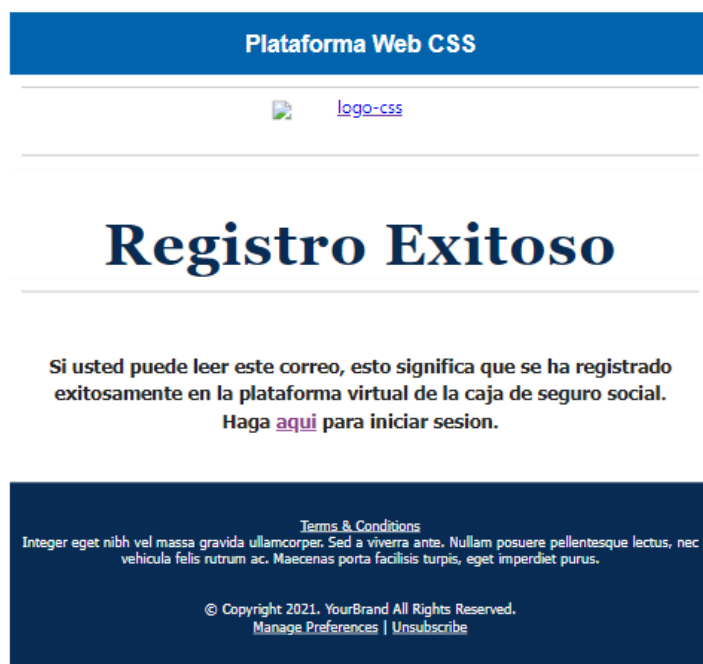 Plataforma Web CSS
logo-css
Registro Exitoso
Si usted puede leer este correo, esto significa que se ha registrado
exitosamente en la plataforma virtual de la caja de seguro social.
Haga aqui para iniciar sesion.
Terms & Conditions
Integer eget nibh vel massa gravida ullamcorper. Sed a viverra ante. Nullam posuere pellentesque lectus, nec
vehicula felis rutrum ac. Maecenas porta facilisis turpis, eget imperdiet purus.
© Copyright 2021. YourBrand All Rights Reserved.
Manage Preferences | Unsubscribe